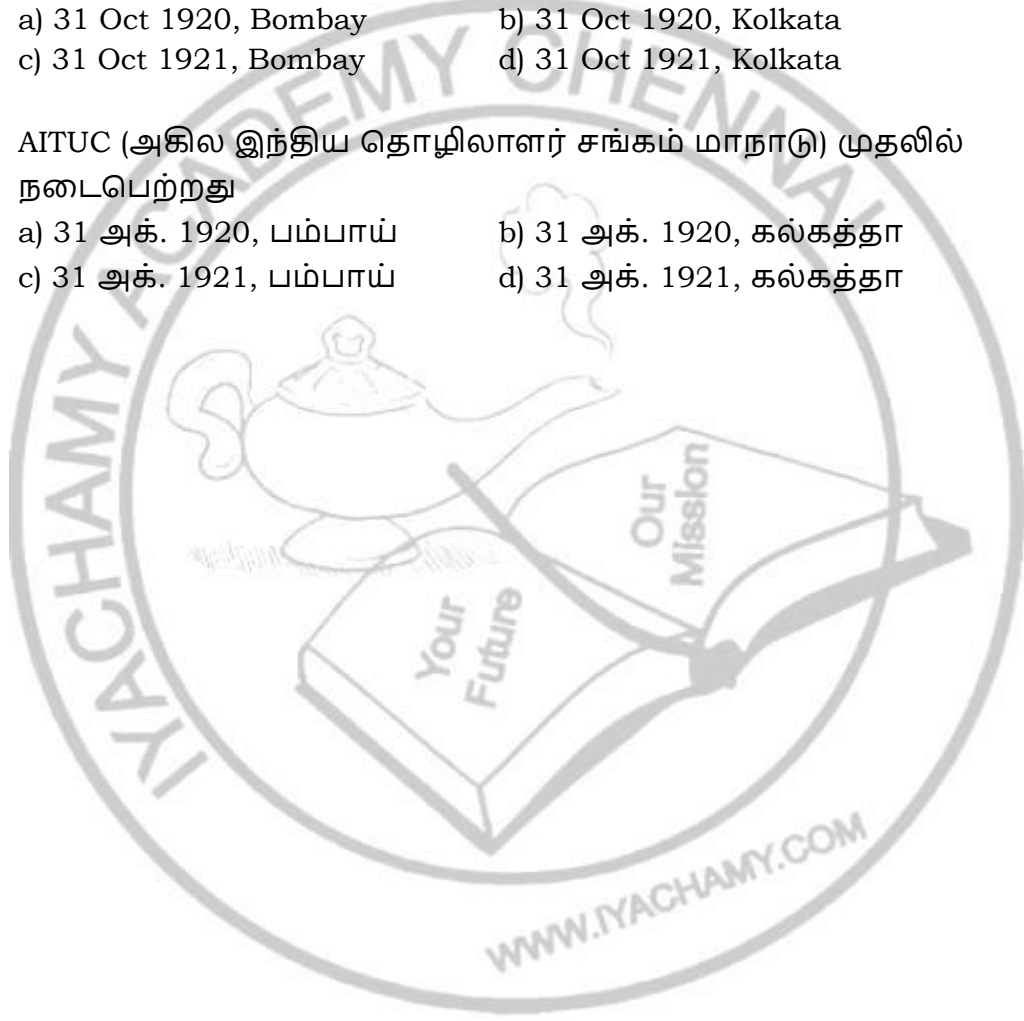 a) 31 Oct 1920, Bombay b) 31 Oct 1920, Kolkata
c) 31 Oct 1921, Bombay d) 31 Oct 1921, Kolkata
AITUC (அகில இந்திய தொழிலாளர் சங்கம் மாநாடு) முதலில்
நடைபெற்றது
a) 31 அக். 1920, பம்பாய் b) 31 அக். 1920, கல்கத்தா
c) 31 அக். 1921, பம்பாய் d) 31 அக். 1921, கல்கத்தா
IYACHAMY ACADEMY CHENNAI
Our
Mission
Your
Future
WWW.IYACHAMY.COM